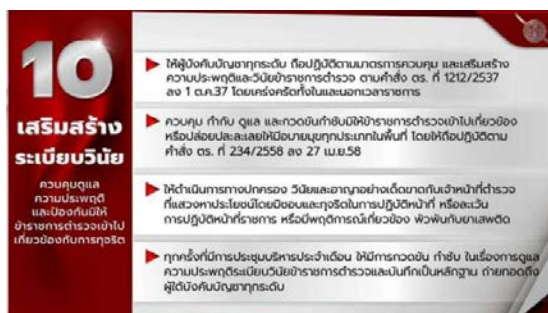 10
เสริมสร้าง
ระเบียบวินัย
ควบคุมดูแล
ความประพฤติ
และป้องกันมิให้
ข้าราชการตำรวจเข้าไป
เกี่ยวข้องกับการทุจริต
ให้ผู้บังคับบัญชาทุกระดับ ถือปฏิบัติตามมาตรการควบคุม และเสริมสร้าง
ความประพฤติและวินัยข้าราชการตำรวจ ตามคำสั่ง ตร. ที่ 1212/2537
ลง 1 ต.ค.37 โดยเคร่งครัดทั้งในและนอกเวลาราชการ
ควบคุม กำกับ ดูแล และกวดขันกำชับมิให้ข้าราชการตำรวจเข้าไปเกี่ยวข้อง
หรือปล่อยปละละเลยให้มีอบายมุขทุกประเภทในพื้นที่ โดยให้ถือปฏิบัติตาม
คำสั่ง ตร. ที่ 234/2558 ลง 27 เม.ย.58
ให้ดำเนินการทางปกครอง วินัยและอาญาอย่างเด็ดขาดกับเจ้าหน้าที่ตำรวจ
ที่แสวงหาประโยชน์โดยมิชอบและทุจริตในการปฏิบัติหน้าที่ หรือละเว้น
การปฏิบัติหน้าที่ราชการ หรือมีพฤติการณ์เกี่ยวข้อง พัวพันกับยาเสพติด
ทุกครั้งที่มีการประชุมบริหารประจำเดือน ให้มีการกวดขัน กำชับ ในเรื่องการดูแล
ความประพฤติระเบียบวินัยข้าราชการตำรวจและบันทึกเป็นหลักฐาน ถ่ายทอดถึง
ผู้ใต้บังคับบัญชาทุกระดับ